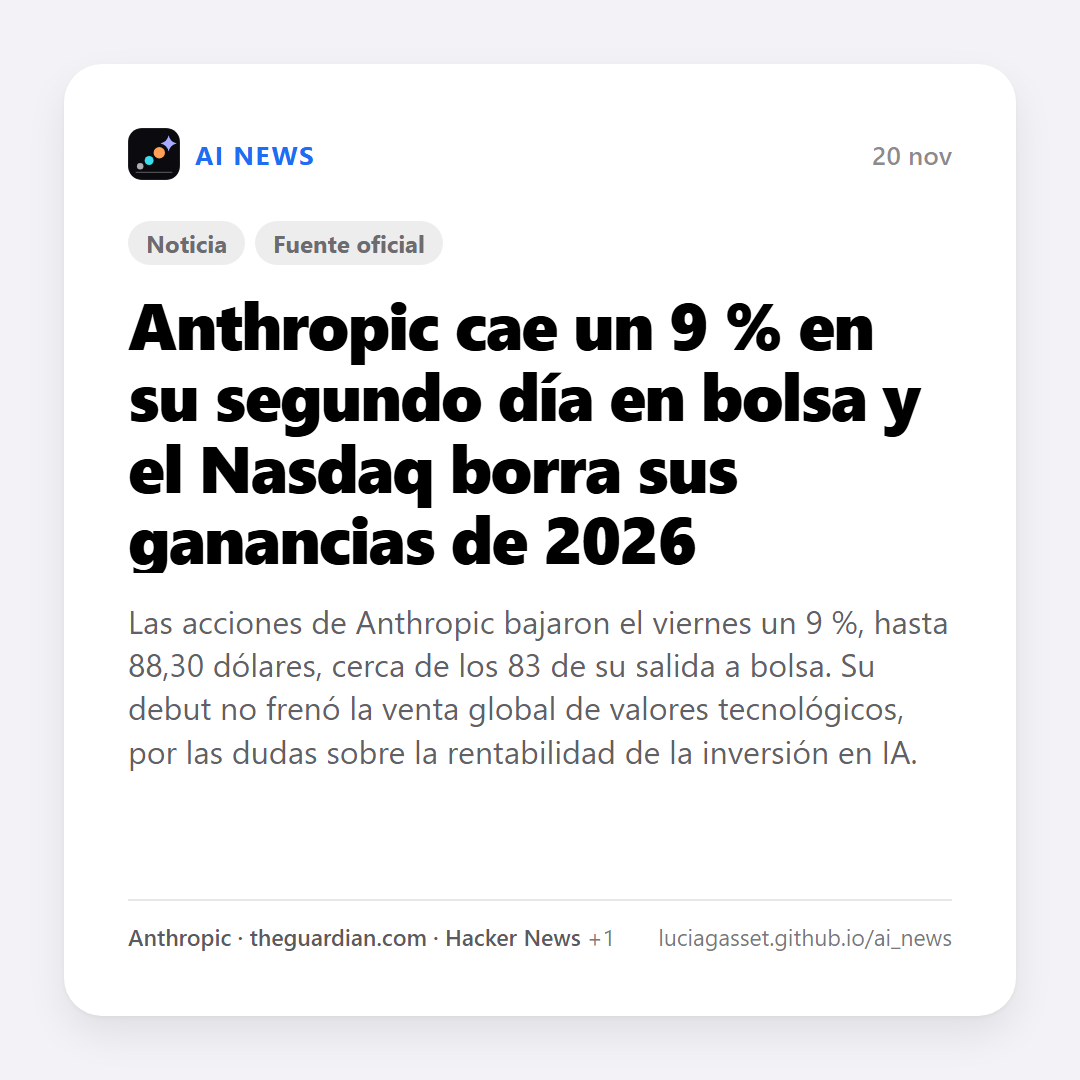 AI NEWS
20 nov
Noticia
Fuente oficial
Anthropic cae un 9 % en
su segundo día en bolsa y
el Nasdaq borra sus
ganancias de 2026
Las acciones de Anthropic bajaron el viernes un 9 %, hasta
88,30 dólares, cerca de los 83 de su salida a bolsa. Su
debut no frenó la venta global de valores tecnológicos,
por las dudas sobre la rentabilidad de la inversión en IA.
Anthropic · theguardian.com · Hacker News +1
luciagasset.github.io/ai_news